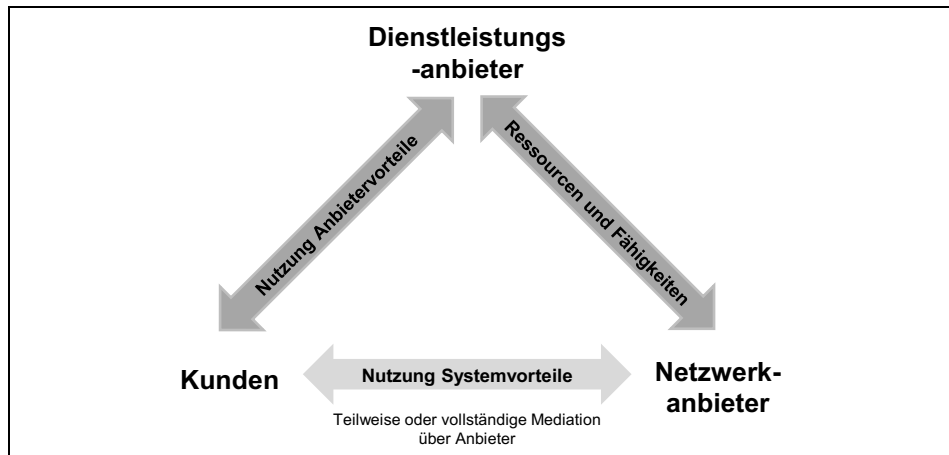 Dienstleistungs
-anbieter
Nutzung Anbietervorteile
Ressourcen und Fähigkeiten
Kunden
Nutzung Systemvorteile
Netzwerk-
anbieter
Teilweise oder vollständige Mediation
über Anbieter